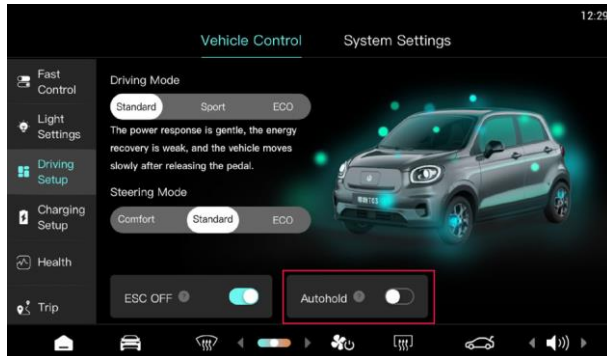 12:29
Vehicle Control
System Settings
Fast
Control
Light
Settings
Driving
Setup
Charging
Setup
Health
Trip
Driving Mode
Standard
Sport
ECO
The power response is gentle, the energy
recovery is weak, and the vehicle moves
slowly after releasing the pedal.
Steering Mode
Comfort
Standard
ECO
ESC OFF
Autohold